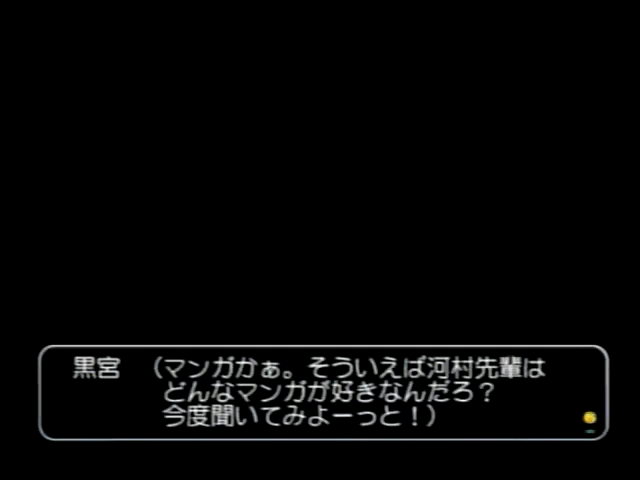 黒宮 （マンガかぁ。そういえば河村先輩は
どんなマンガが好きなんだろ？
今度聞いてみよーっと！）